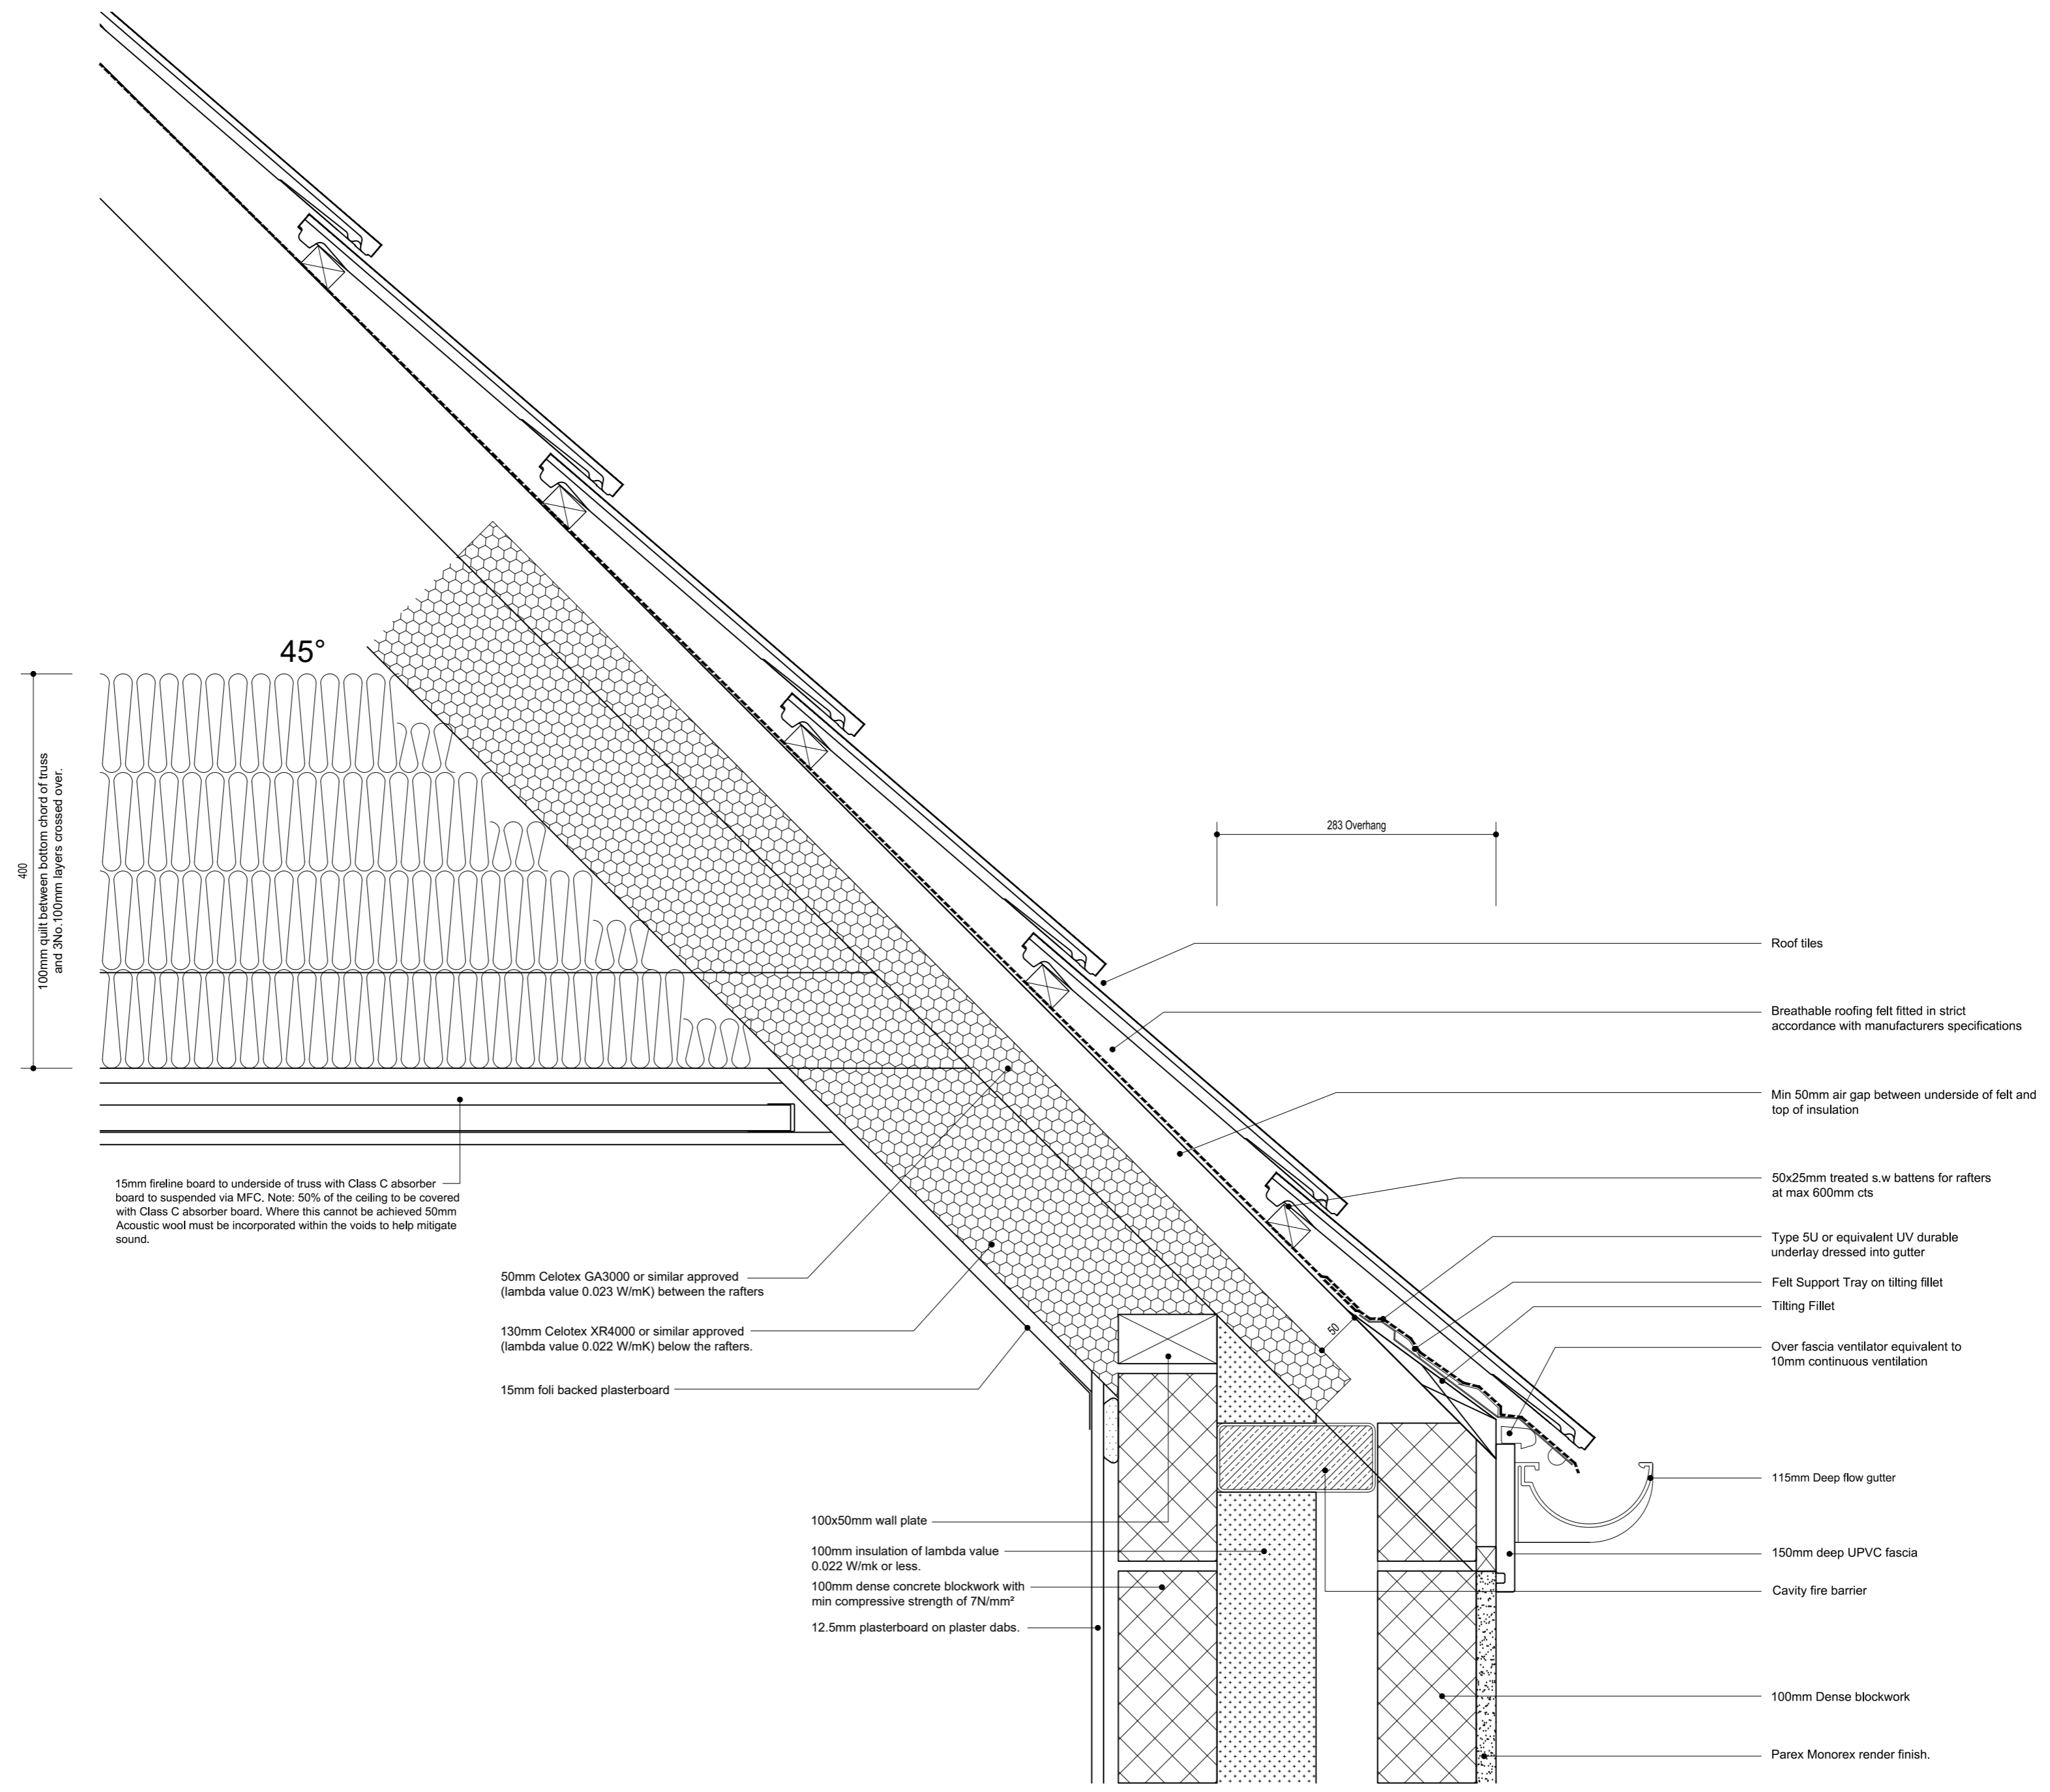 45°
400
100mm quilt between bottom chord of truss
and 3No.100mm layers crossed over.
283 Overhang
Roof tiles
Breathable roofing felt fitted in strict
accordance with manufacturers specifications
Min 50mm air gap between underside of felt and
top of insulation
50x25mm treated s.w battens for rafters
at max 600mm cts
Type 5U or equivalent UV durable
underlay dressed into gutter
Felt Support Tray on tilting fillet
Tilting Fillet
Over fascia ventilator equivalent to
10mm continuous ventilation
115mm Deep flow gutter
150mm deep UPVC fascia
Cavity fire barrier
100mm Dense blockwork
Parex Monorex render finish.
50
15mm fireline board to underside of truss with Class C absorber
board to suspended via MFC. Note: 50% of the ceiling to be covered
with Class C absorber board. Where this cannot be achieved 50mm
Acoustic wool must be incorporated within the voids to help mitigate
sound.
50mm Celotex GA3000 or similar approved
(lambda value 0.023 W/mK) between the rafters
130mm Celotex XR4000 or similar approved
(lambda value 0.022 W/mK) below the rafters.
15mm foli backed plasterboard
100x50mm wall plate
100mm insulation of lambda value
0.022 W/mk or less.
100mm dense concrete blockwork with
min compressive strength of 7N/mm²
12.5mm plasterboard on plaster dabs.